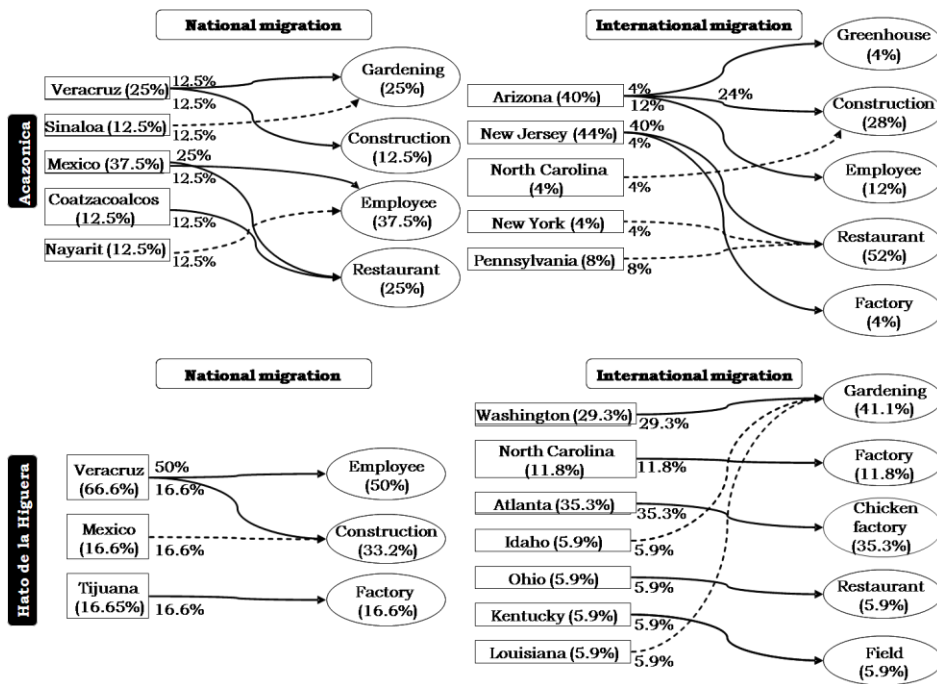 National migration
International migration
Acazonica
Veracruz (25%)
12.5%
12.5%
Sinaloa (12.5%)
12.5%
Mexico (37.5%)
25%
12.5%
Coatzacoalcos
(12.5%)
12.5%
Nayarit (12.5%)
12.5%
Gardening
(25%)
Construction
(12.5%)
Employee
(37.5%)
Restaurant
(25%)
Arizona (40%)
4%
12%
24%
New Jersey (44%)
40%
4%
North Carolina
(4%)
4%
New York (4%)
4%
Pennsylvania (8%)
8%
Greenhouse
(4%)
Construction
(28%)
Employee
(12%)
Restaurant
(52%)
Factory
(4%)
National migration
International migration
Hato de la Higuera
Veracruz
(66.6%)
50%
16.6%
Mexico
(16.6%)
16.6%
Tijuana
(16.65%)
16.6%
Employee
(50%)
Construction
(33.2%)
Factory
(16.6%)
Washington (29.3%)
29.3%
North Carolina
(11.8%)
11.8%
Atlanta (35.3%)
35.3%
Idaho (5.9%)
5.9%
Ohio (5.9%)
5.9%
Kentucky (5.9%)
5.9%
Louisiana (5.9%)
5.9%
Gardening
(41.1%)
Factory
(11.8%)
Chicken
factory
(35.3%)
Restaurant
(5.9%)
Field
(5.9%)